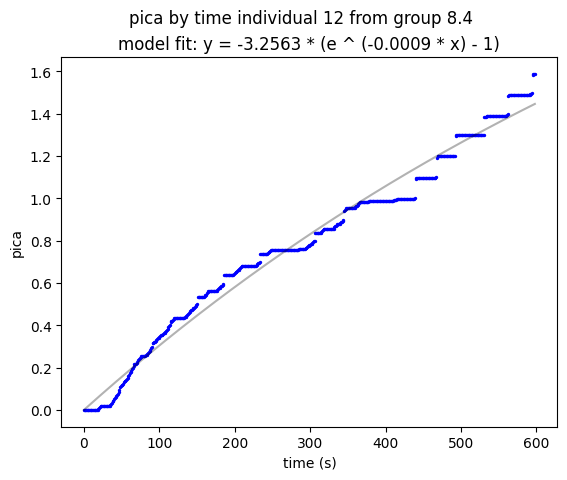 pica by time individual 12 from group 8.4
model fit: y = -3.2563 * (e ^ (-0.0009 * x) - 1)
1.6
1.4
1.2
1.0
0.8
0.6
0.4
0.2
0.0
pica
0 100 200 300 400 500 600
time (s)